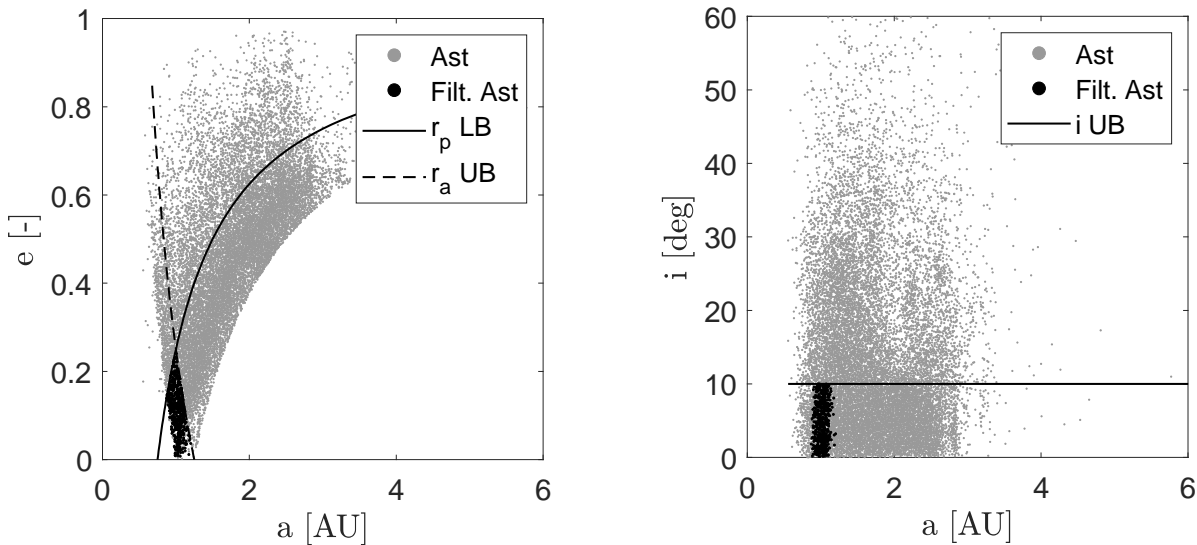 1
0.8
0.6
0.4
0.2
0
0 2 4 6
e [-]
a [AU]
Ast
Filt. Ast
r_p LB
r_a UB
60
50
40
30
20
10
0
0 2 4 6
i [deg]
a [AU]
Ast
Filt. Ast
i UB